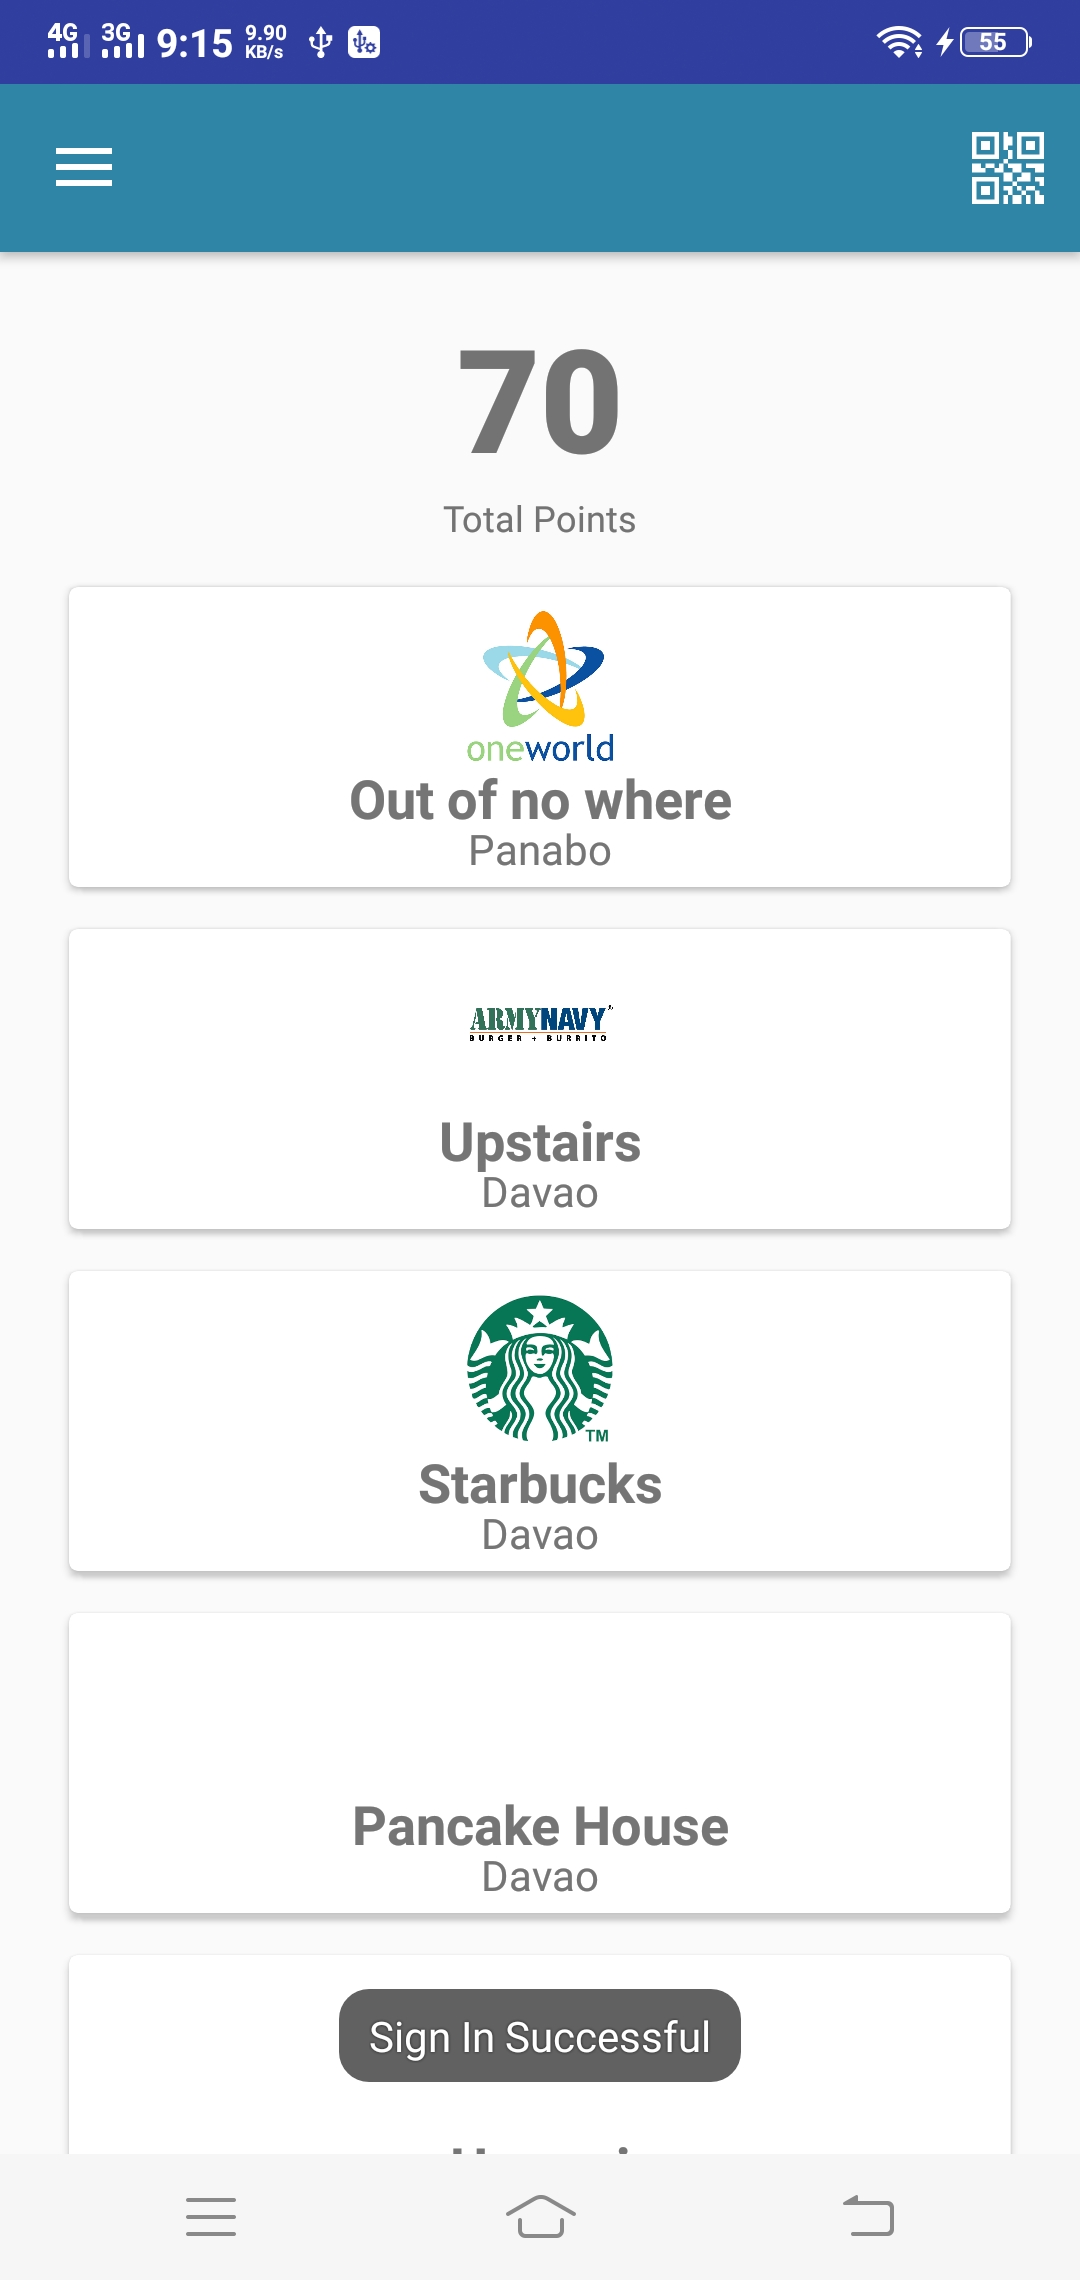 4G 3G 9:15 9.90 KB/s 55
70
Total Points
oneworld
Out of no where
Panabo
ARMYNAVY
BURGER + BURRITO
Upstairs
Davao
TM
Starbucks
Davao
Pancake House
Davao
Sign In Successful